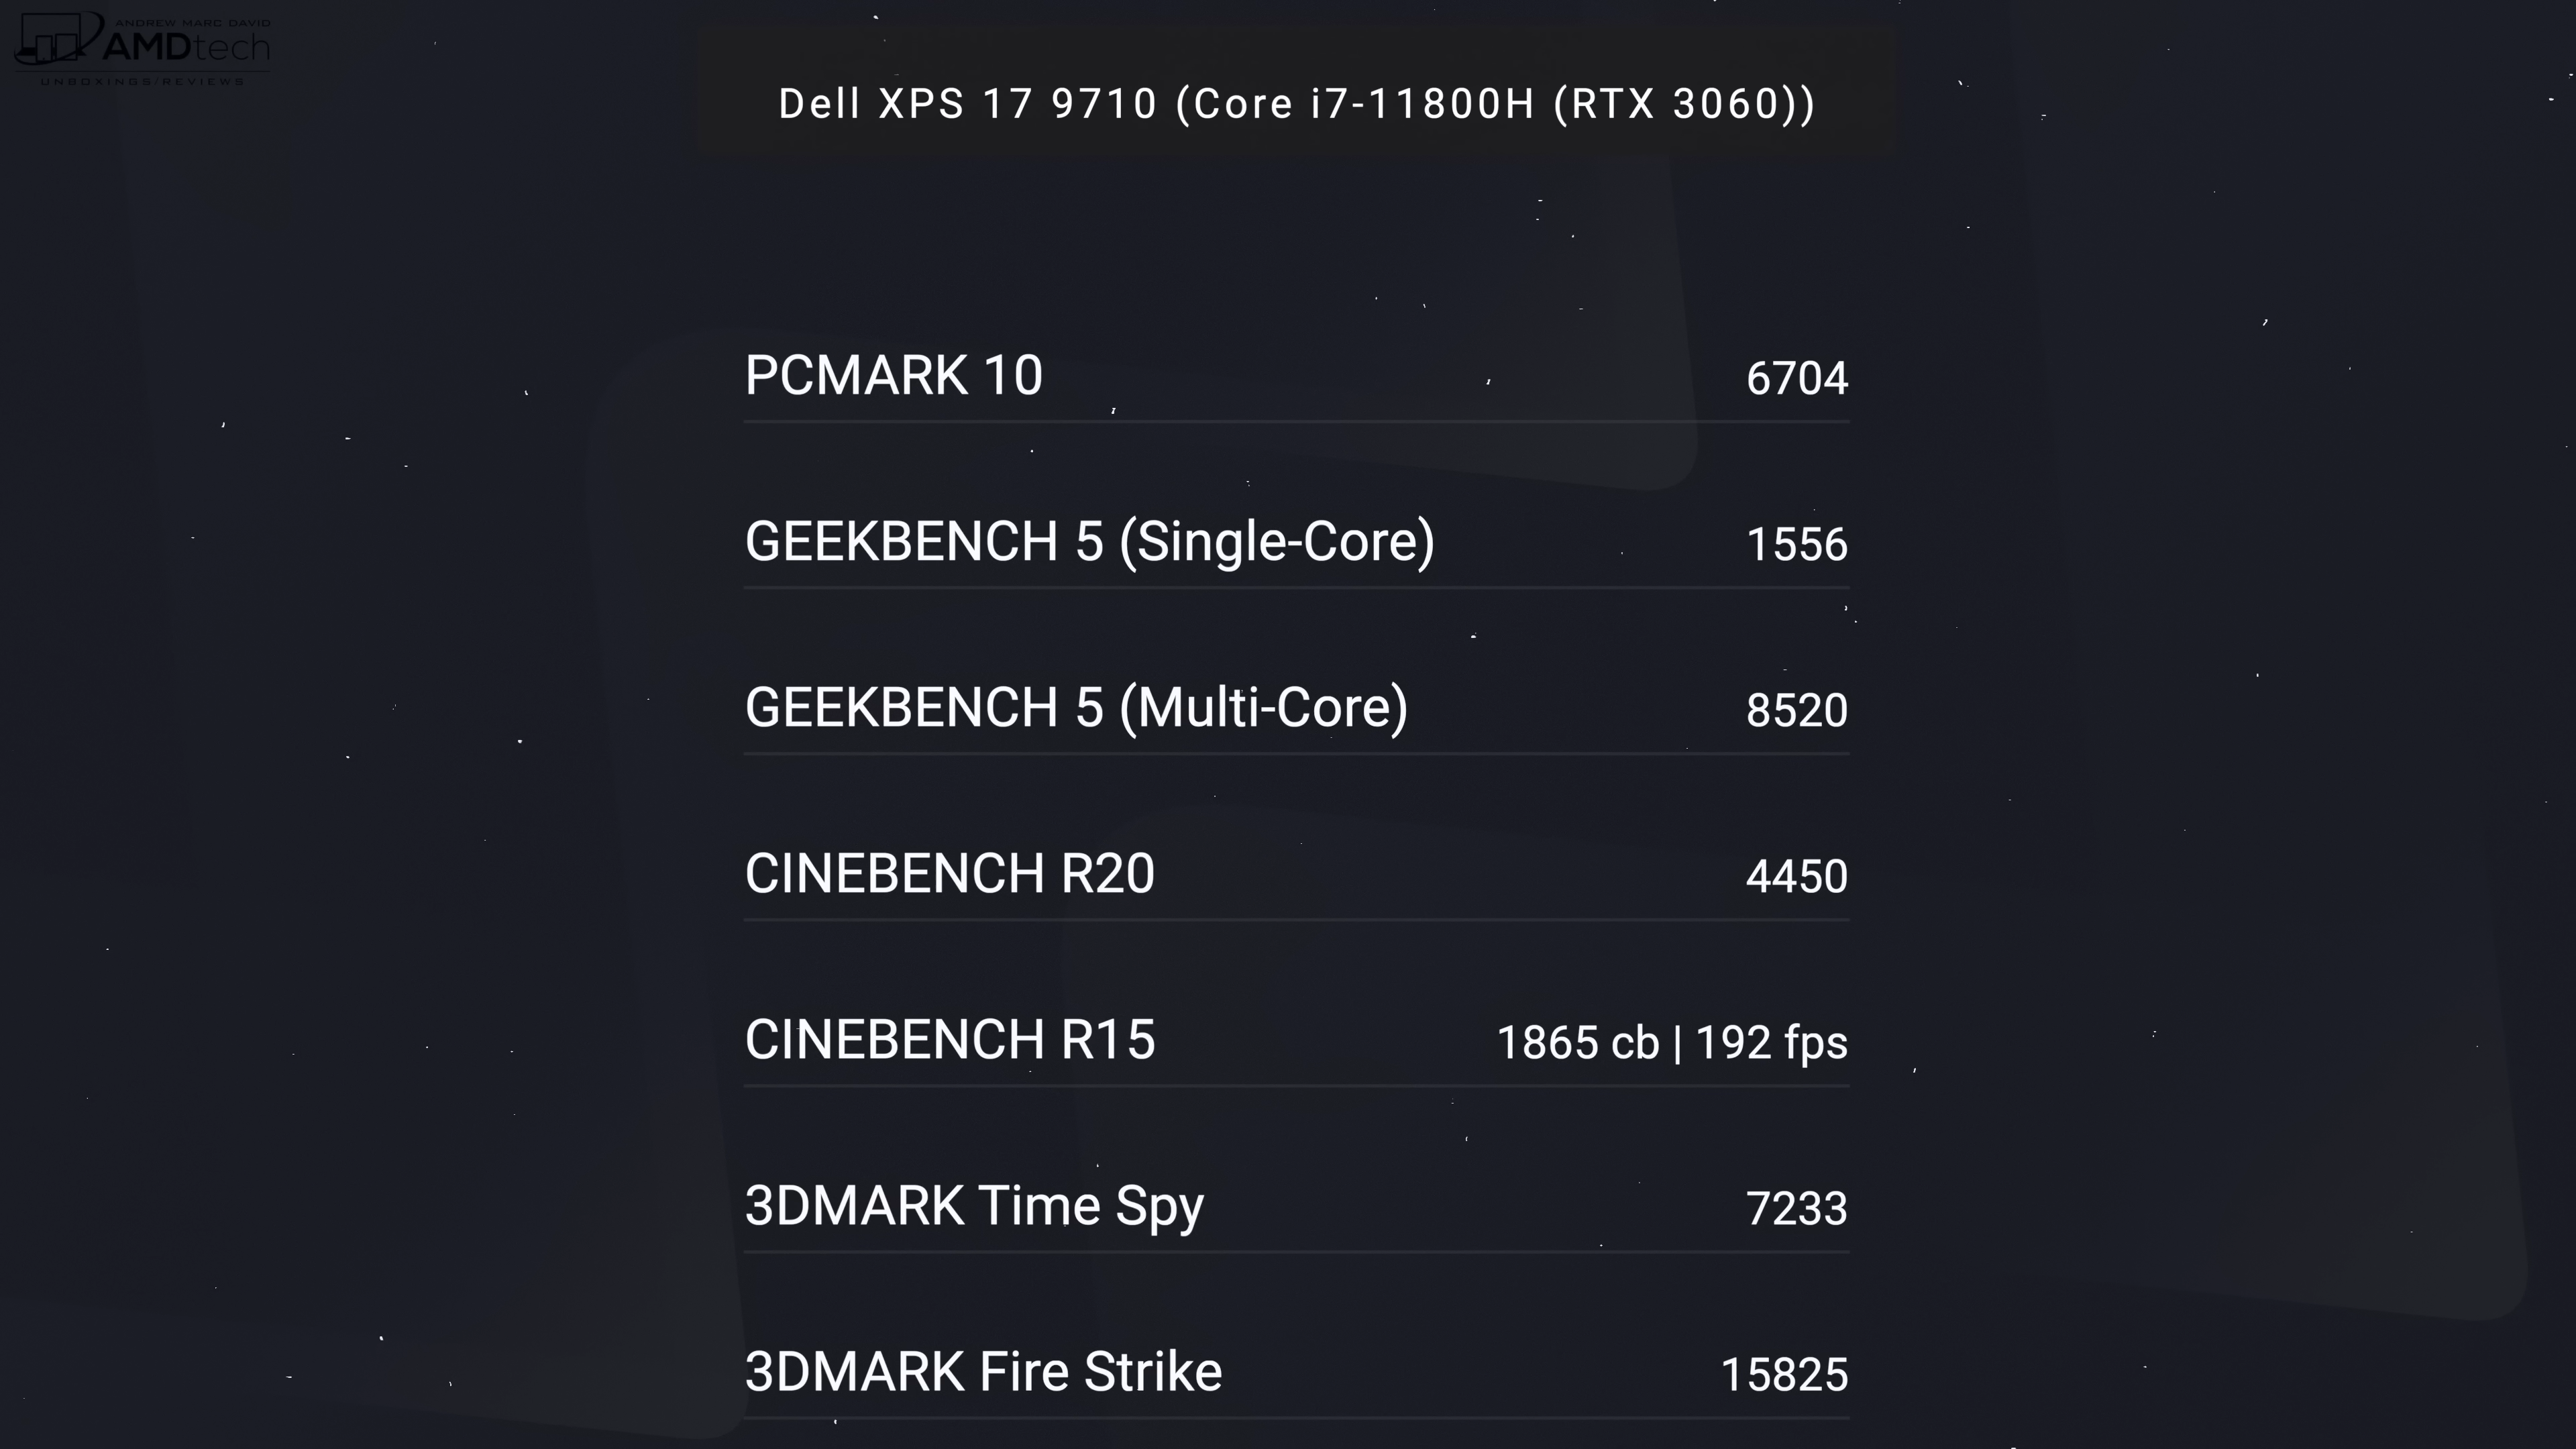 ANDREW MARC DAVID
AMDtech
UNBOXINGS/REVIEWS
Dell XPS 17 9710 (Core i7-11800H (RTX 3060))
PCMARK 10 6704
GEEKBENCH 5 (Single-Core) 1556
GEEKBENCH 5 (Multi-Core) 8520
CINEBENCH R20 4450
CINEBENCH R15 1865 cb | 192 fps
3DMARK Time Spy 7233
3DMARK Fire Strike 15825